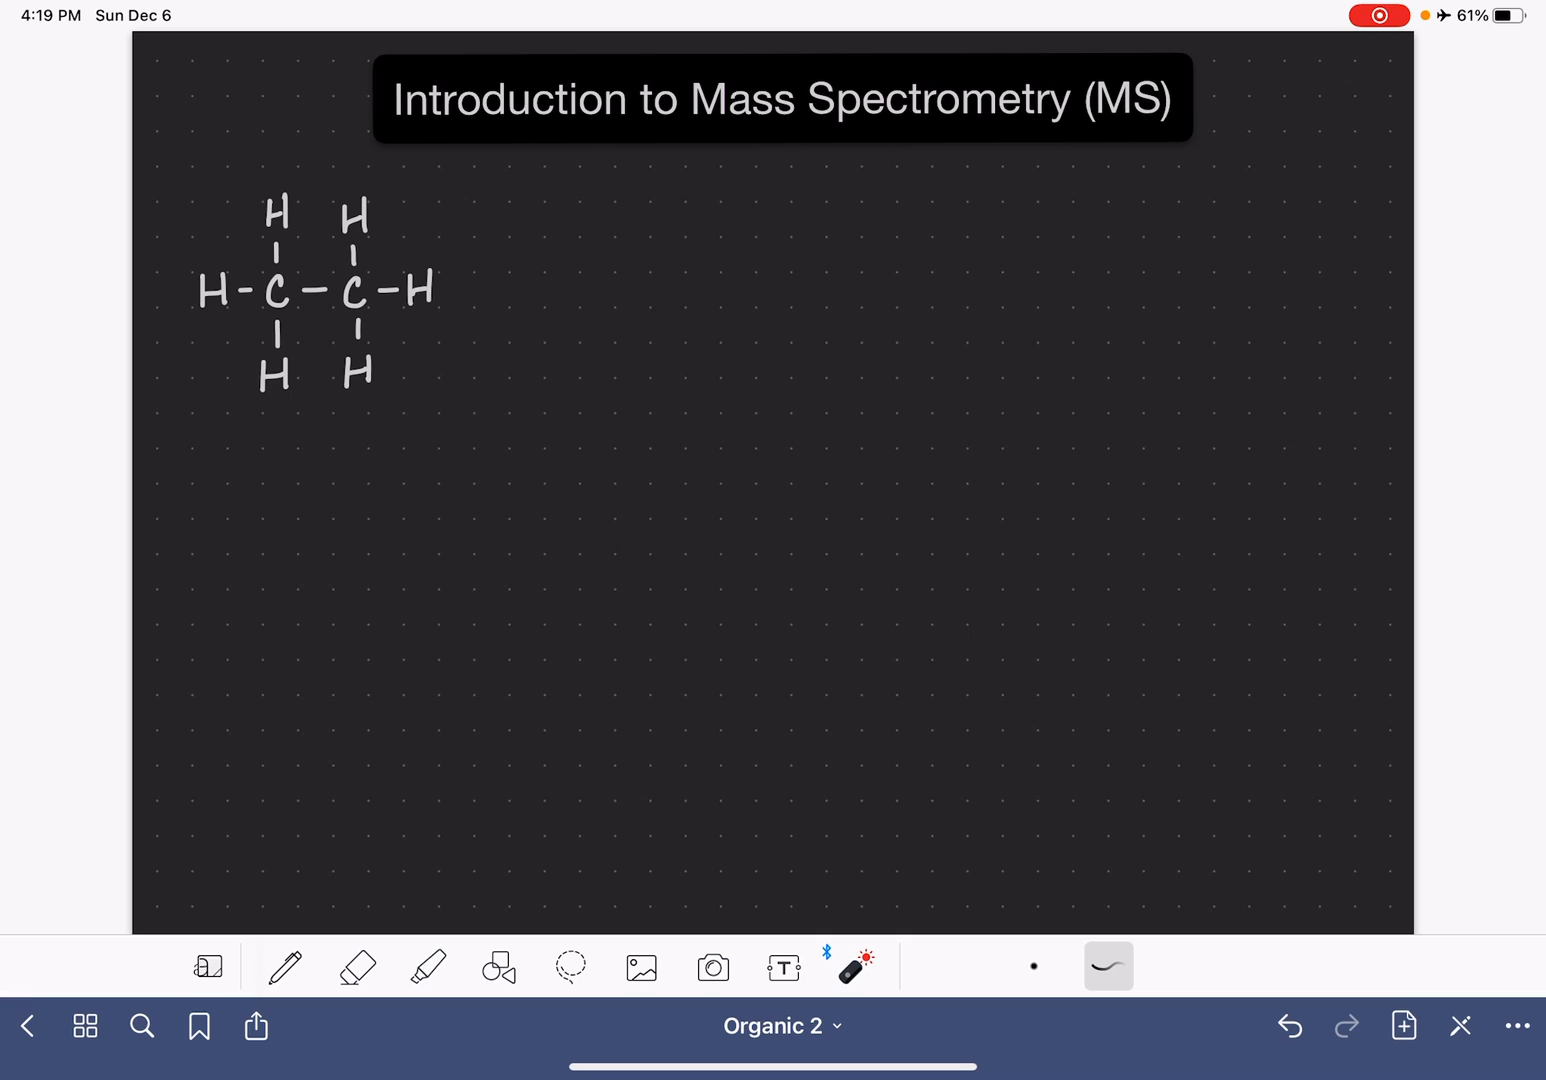 4:19 PM Sun Dec 6
61%
Introduction to Mass Spectrometry (MS)
H H
H-C-C-H
H H
T
Organic 2